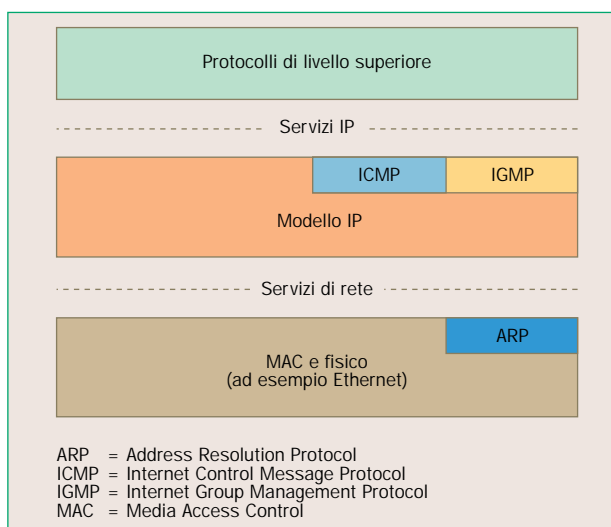 Protocolli di livello superiore
Servizi IP
ICMP
IGMP
Modello IP
Servizi di rete
ARP
MAC e fisico
(ad esempio Ethernet)
ARP = Address Resolution Protocol
ICMP = Internet Control Message Protocol
IGMP = Internet Group Management Protocol
MAC = Media Access Control